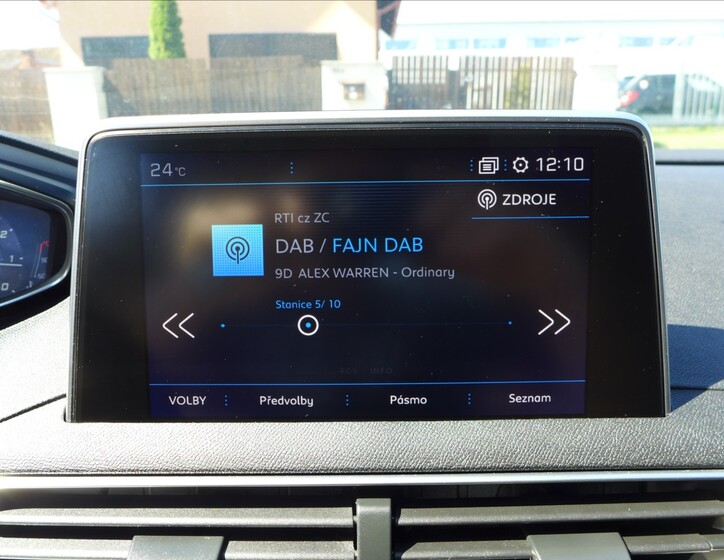 24°C
12:10
ZDROJE
RTI cz ZC
DAB / FAJN DAB
9D ALEX WARREN - Ordinary
Stanice 5/ 10
VOLBY
Předvolby
Pásmo
Seznam